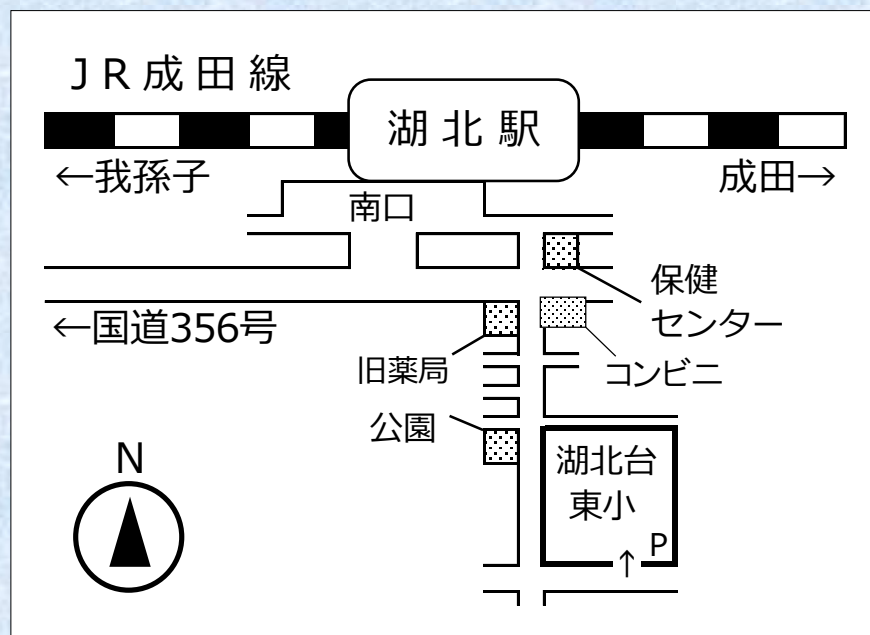 JR成田線
湖北駅
←我孫子
成田→
南口
保健
センター
←国道356号
旧薬局
コンビニ
公園
湖北台
東小
N
P
↑